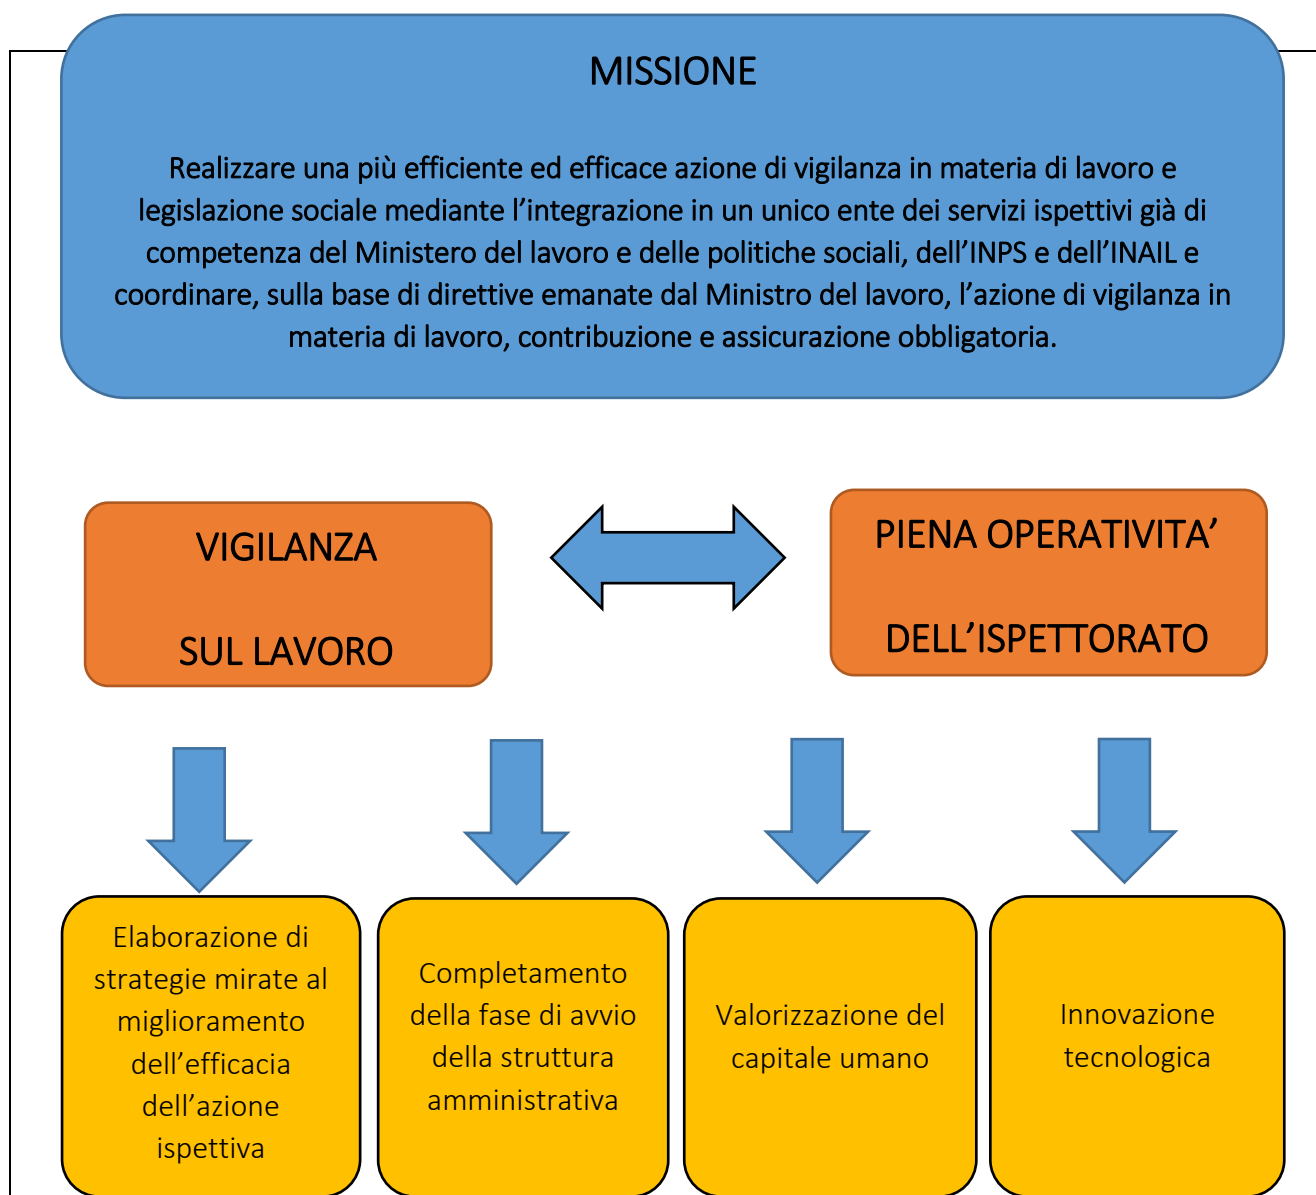 MISSIONE
Realizzare una più efficiente ed efficace azione di vigilanza in materia di lavoro e
legislazione sociale mediante l’integrazione in un unico ente dei servizi ispettivi già di
competenza del Ministero del lavoro e delle politiche sociali, dell’INPS e dell’INAIL e
coordinare, sulla base di direttive emanate dal Ministro del lavoro, l’azione di vigilanza in
materia di lavoro, contribuzione e assicurazione obbligatoria.
VIGILANZA
SUL LAVORO
PIENA OPERATIVITA’
DELL’ISPETTORATO
Elaborazione di
strategie mirate al
miglioramento
dell’efficacia
dell’azione
ispettiva
Completamento
della fase di avvio
della struttura
amministrativa
Valorizzazione del
capitale umano
Innovazione
tecnologica